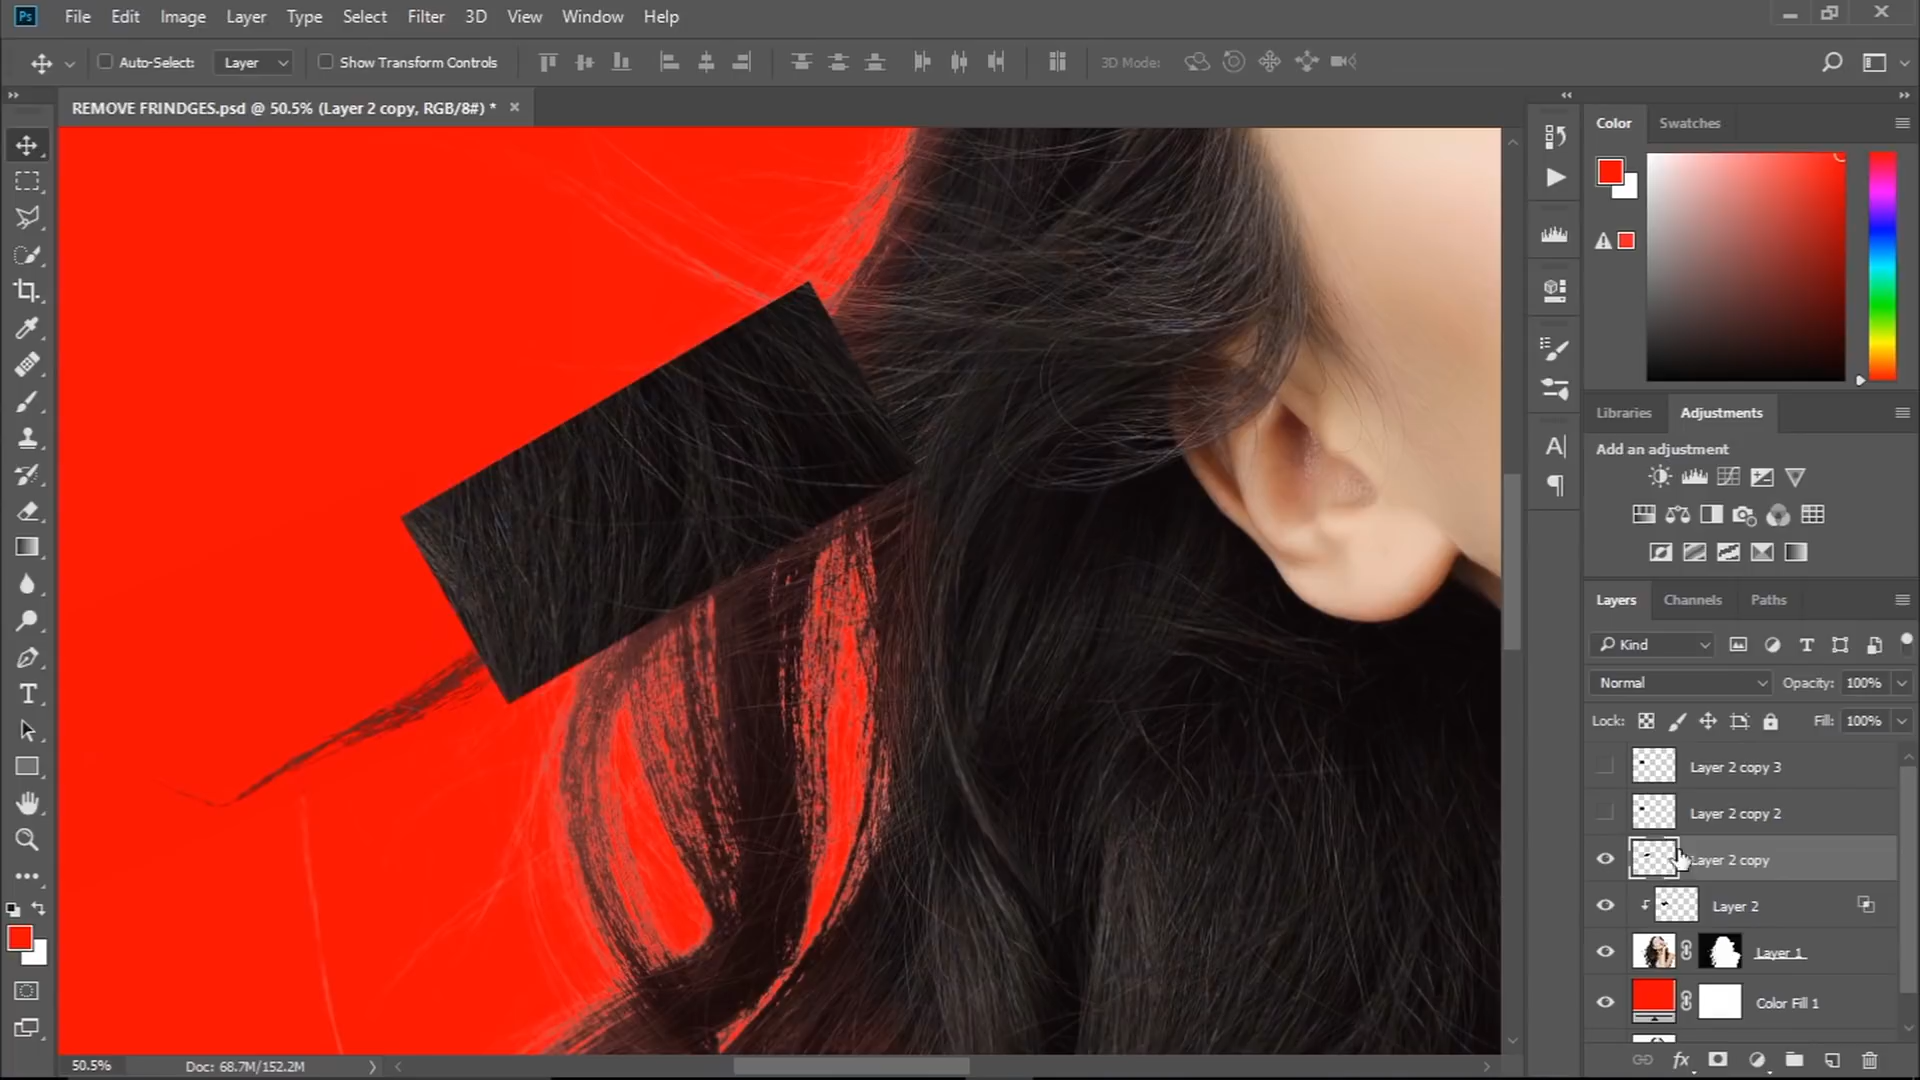 Ps File Edit Image Layer Type Select Filter 3D View Window Help
Auto-Select: Layer Show Transform Controls 3D Mode:
REMOVE FRINDGES.psd @ 50.5% (Layer 2 copy, RGB/8#) * ×
Color Swatches
Libraries Adjustments
Add an adjustment
Layers Channels Paths
Kind
Normal Opacity: 100%
Lock: Fill: 100%
Layer 2 copy 3
Layer 2 copy 2
Layer 2 copy
Layer 2
Layer 1
Color Fill 1
50.5% Doc: 68.7M/152.2M
fx